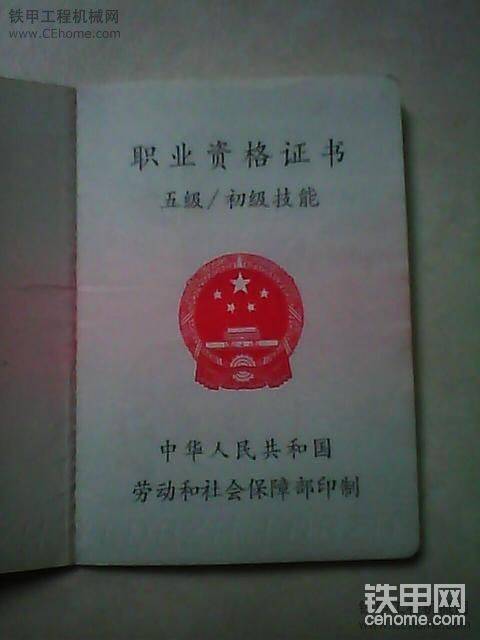 铁甲工程机械网
www.CEhome.com
职业资格证书
五级/初级技能
中华人民共和国
劳动和社会保障部印制
铁甲网